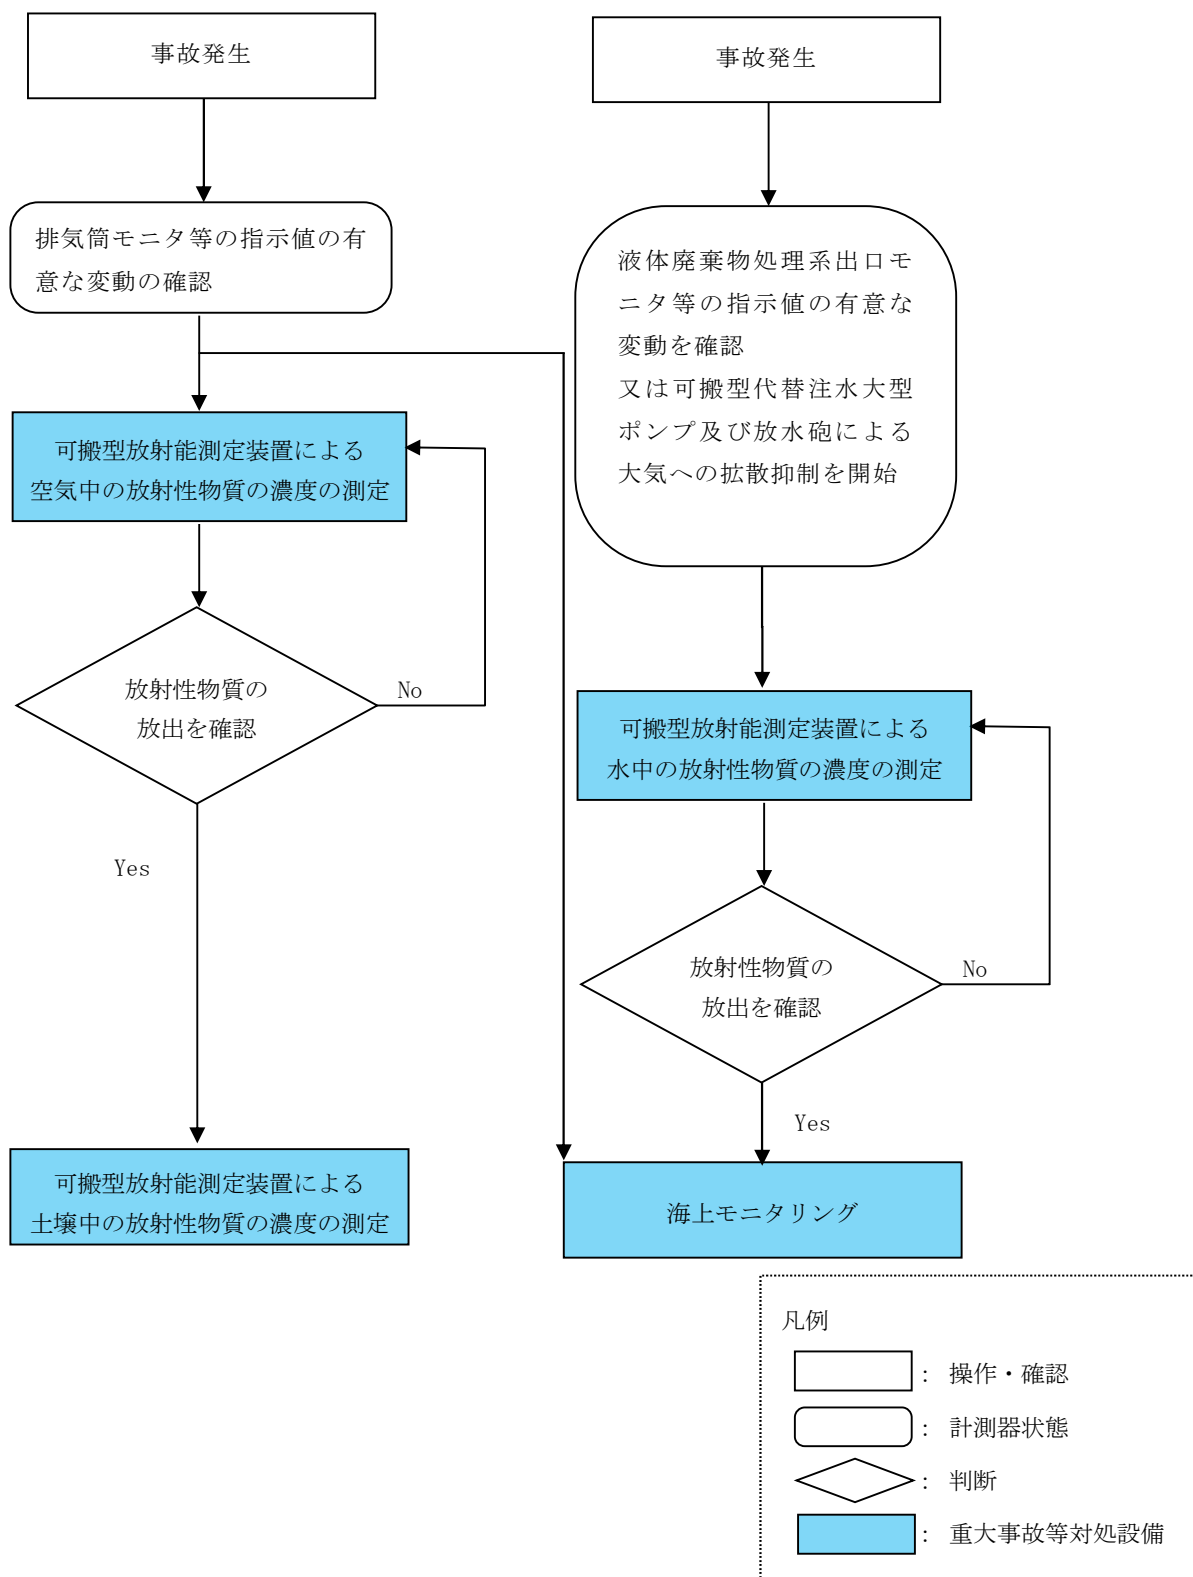 事故発生
排気筒モニタ等の指示値の有
意な変動の確認
可搬型放射能測定装置による
空気中の放射性物質の濃度の測定
放射性物質の
放出を確認
No
Yes
可搬型放射能測定装置による
土壌中の放射性物質の濃度の測定
事故発生
液体廃棄物処理系出口モ
ニタ等の指示値の有意な
変動を確認
又は可搬型代替注水大型
ポンプ及び放水砲による
大気への拡散抑制を開始
可搬型放射能測定装置による
水中の放射性物質の濃度の測定
放射性物質の
放出を確認
No
Yes
海上モニタリング
凡例
: 操作・確認
: 計測器状態
: 判断
: 重大事故等対処設備